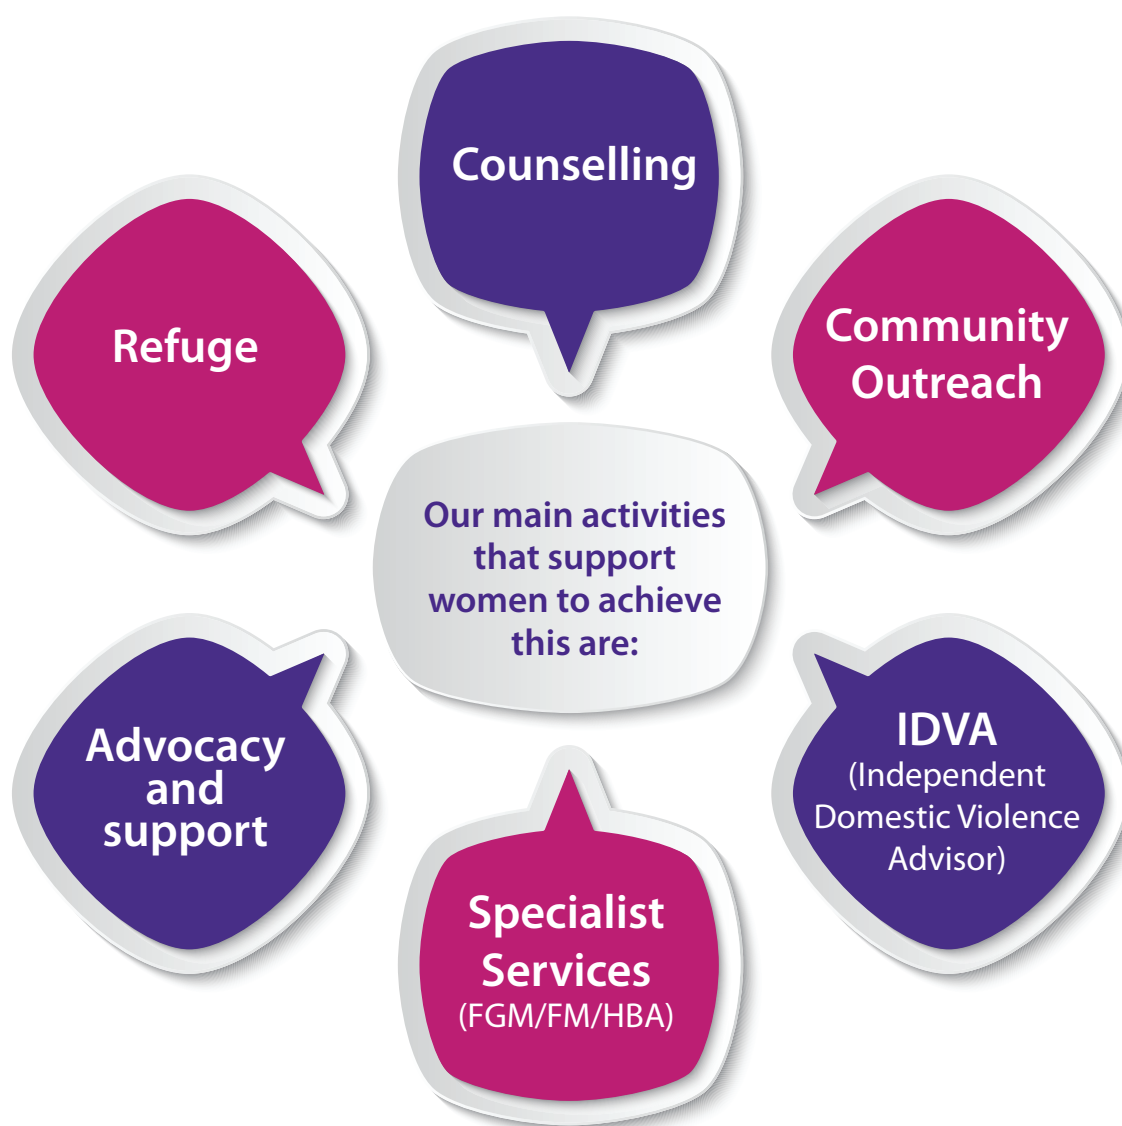 Counselling
Refuge
Community
Outreach
Our main activities
that support
women to achieve
this are:
Advocacy
and
support
IDVA
(Independent
Domestic Violence
Advisor)
Specialist
Services
(FGM/FM/HBA)